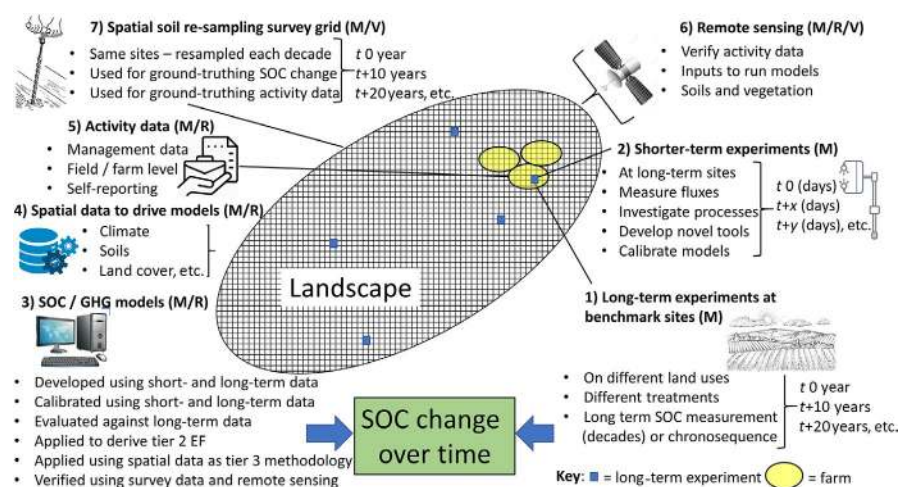 7) Spatial soil re-sampling survey grid (M/V)
• Same sites – resampled each decade
• Used for ground-truthing SOC change
• Used for ground-truthing activity data
t 0 year
t+10 years
t+20years, etc.
6) Remote sensing (M/R/V)
• Verify activity data
• Inputs to run models
• Soils and vegetation
5) Activity data (M/R)
• Management data
• Field / farm level
• Self-reporting
2) Shorter-term experiments (M)
• At long-term sites
• Measure fluxes
• Investigate processes
• Develop novel tools
• Calibrate models
t 0 (days)
t+x (days)
t+y (days), etc.
4) Spatial data to drive models (M/R)
• Climate
• Soils
• Land cover, etc.
Landscape
3) SOC / GHG models (M/R)
• Developed using short- and long-term data
• Calibrated using short- and long-term data
• Evaluated against long-term data
• Applied to derive tier 2 EF
• Applied using spatial data as tier 3 methodology
• Verified using survey data and remote sensing
1) Long-term experiments at
benchmark sites (M)
• On different land uses
• Different treatments
• Long term SOC measurement
(decades) or chronosequence
t 0 year
t+10 years
t+20years, etc.
SOC change
over time
Key: = long-term experiment = farm